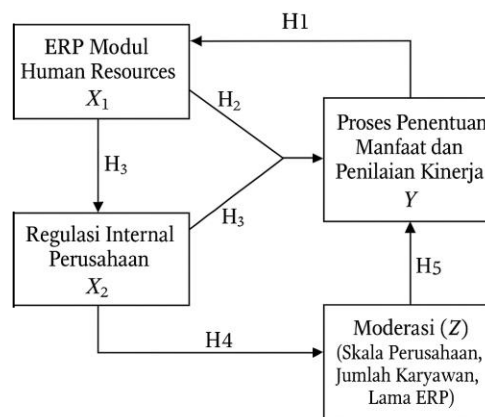 H1
ERP Modul
Human Resources
X₁
H₂
Proses Penentuan
Manfaat dan
Penilaian Kinerja
Y
H₃
H₃
Regulasi Internal
Perusahaan
X₂
H5
H4
Moderasi (Z)
(Skala Perusahaan,
Jumlah Karyawan,
Lama ERP)